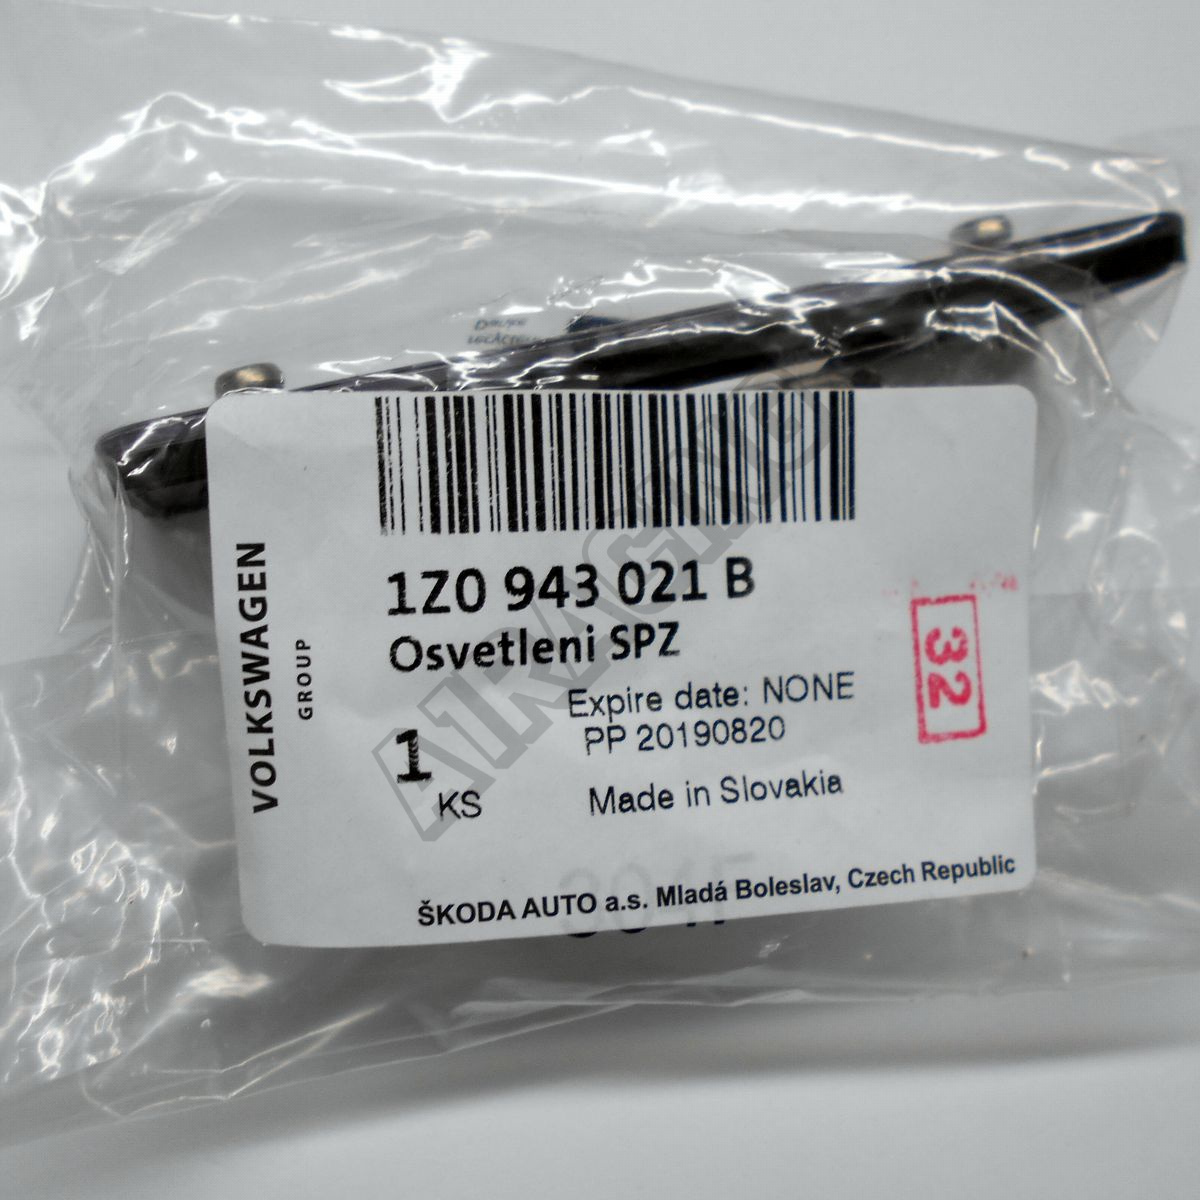 VOLKSWAGEN
GROUP
1Z0 943 021 B
Osvetleni SPZ
Expire date: NONE
PP 20190820
1
KS
Made in Slovakia
32
ŠKODA AUTO a.s. Mladá Boleslav, Czech Republic